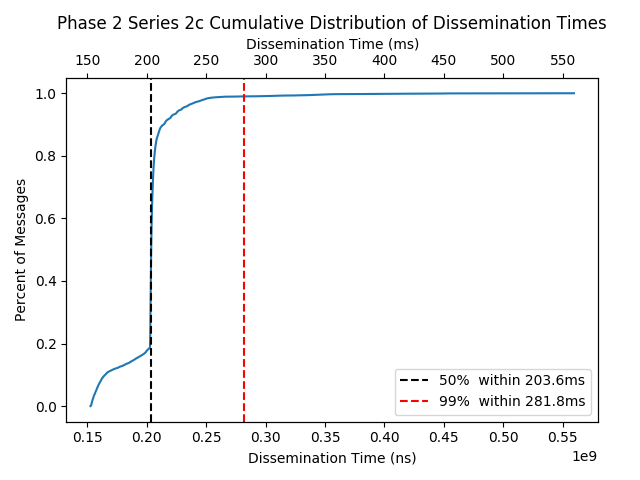 Phase 2 Series 2c Cumulative Distribution of Dissemination Times
Dissemination Time (ms)
150 200 250 300 350 400 450 500 550
1.0
0.8
0.6
0.4
0.2
0.0
Percent of Messages
50%  within 203.6ms
99%  within 281.8ms
0.15 0.20 0.25 0.30 0.35 0.40 0.45 0.50 0.55
Dissemination Time (ns)
1e9